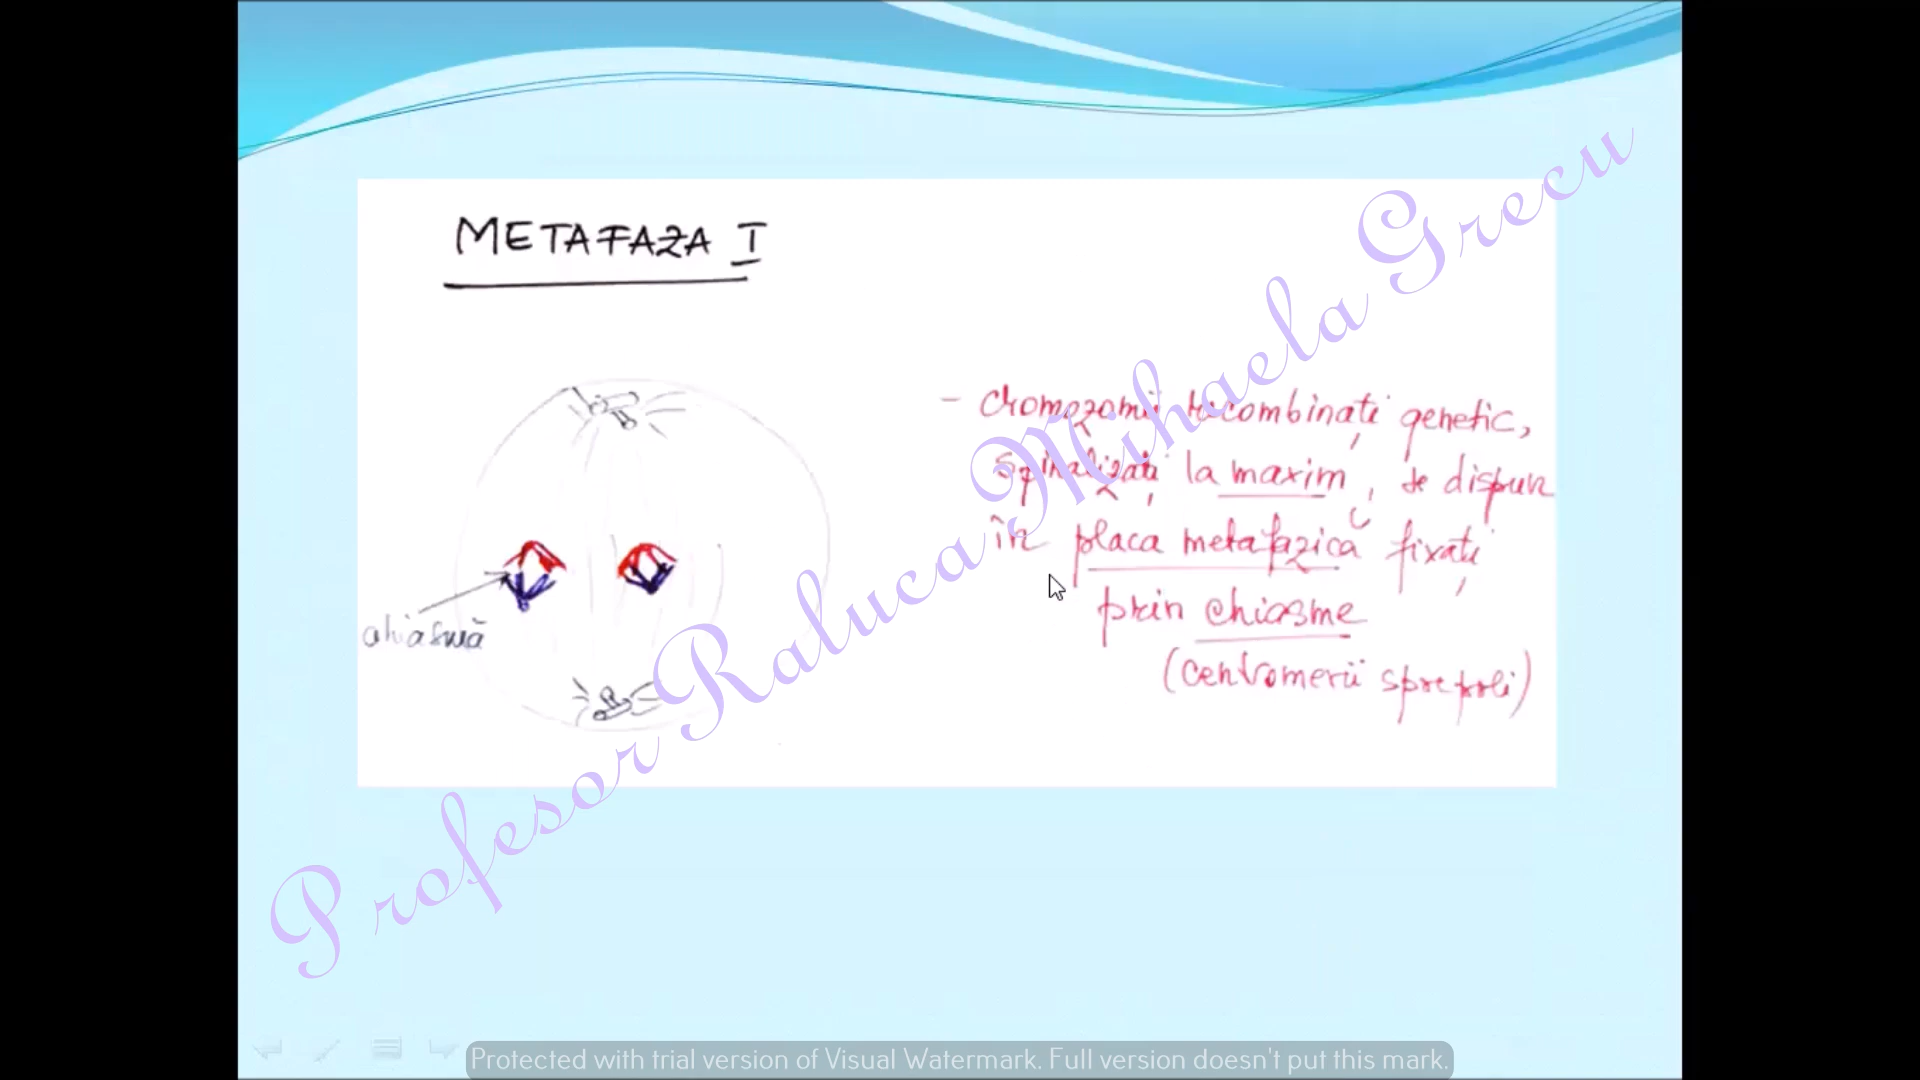 METAFAZA I
- cromozomii recombinați genetic,
spiralizați la maxim, se dispun
în placa metafazică fixați
prin chiasme
(centromerii spre poli)
chiasmă
Profesor Raluca Mihaela Grecu
Protected with trial version of Visual Watermark. Full version doesn't put this mark.